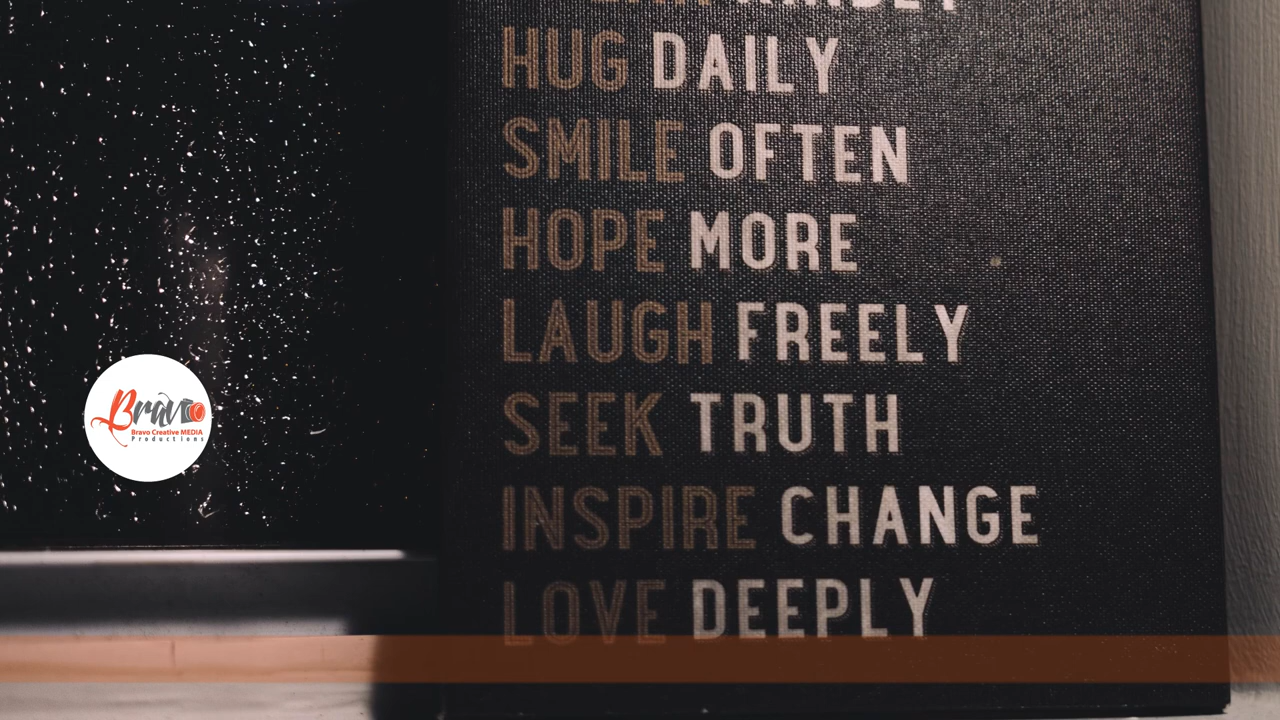 HUG DAILY
SMILE OFTEN
HOPE MORE
LAUGH FREELY
SEEK TRUTH
INSPIRE CHANGE
LOVE DEEPLY
Bravo
Bravo Creative MEDIA
Productions